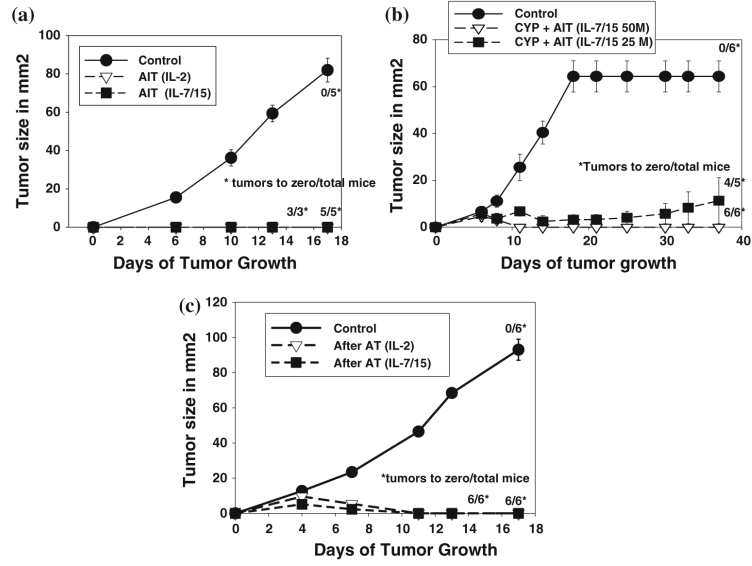 (a)
100
80
60
40
20
0
Tumor size in mm2
Control
AIT (IL-2)
AIT (IL-7/15)
0/5*
* tumors to zero/total mice
3/3* 5/5*
0 2 4 6 8 10 12 14 16 18
Days of Tumor Growth
(b)
80
60
40
20
0
Tumor size in mm2
Control
CYP + AIT (IL-7/15 50M)
CYP + AIT (IL-7/15 25 M)
0/6*
*Tumors to zero/total mice
4/5*
6/6*
0 10 20 30 40
Days of tumor growth
(c)
120
100
80
60
40
20
0
Tumor size in mm2
Control
After AT (IL-2)
After AT (IL-7/15)
0/6*
*tumors to zero/total mice
6/6* 6/6*
0 2 4 6 8 10 12 14 16 18
Days of Tumor Growth